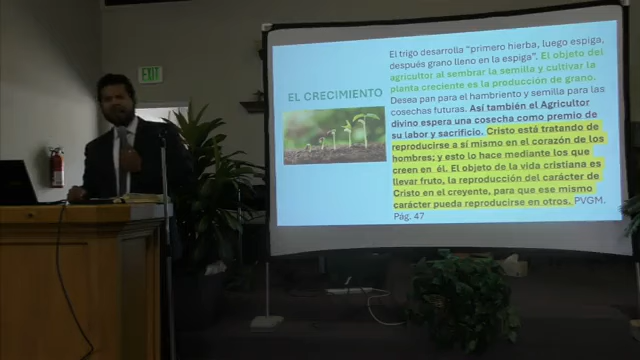 EXIT
EL CRECIMIENTO
El trigo desarrolla “primero hierba, luego espiga,
después grano lleno en la espiga”. El objeto del
agricultor al sembrar la semilla y cultivar la
planta creciente es la producción de grano.
Desea pan para el hambriento y semilla para las
cosechas futuras. Así también el Agricultor
divino espera una cosecha como premio de
su labor y sacrificio. Cristo está tratando de
reproducirse a sí mismo en el corazón de los
hombres; y esto lo hace mediante los que
creen en él. El objeto de la vida cristiana es
llevar fruto, la reproducción del carácter de
Cristo en el creyente, para que ese mismo
carácter pueda reproducirse en otros. PVGM.
Pág. 47